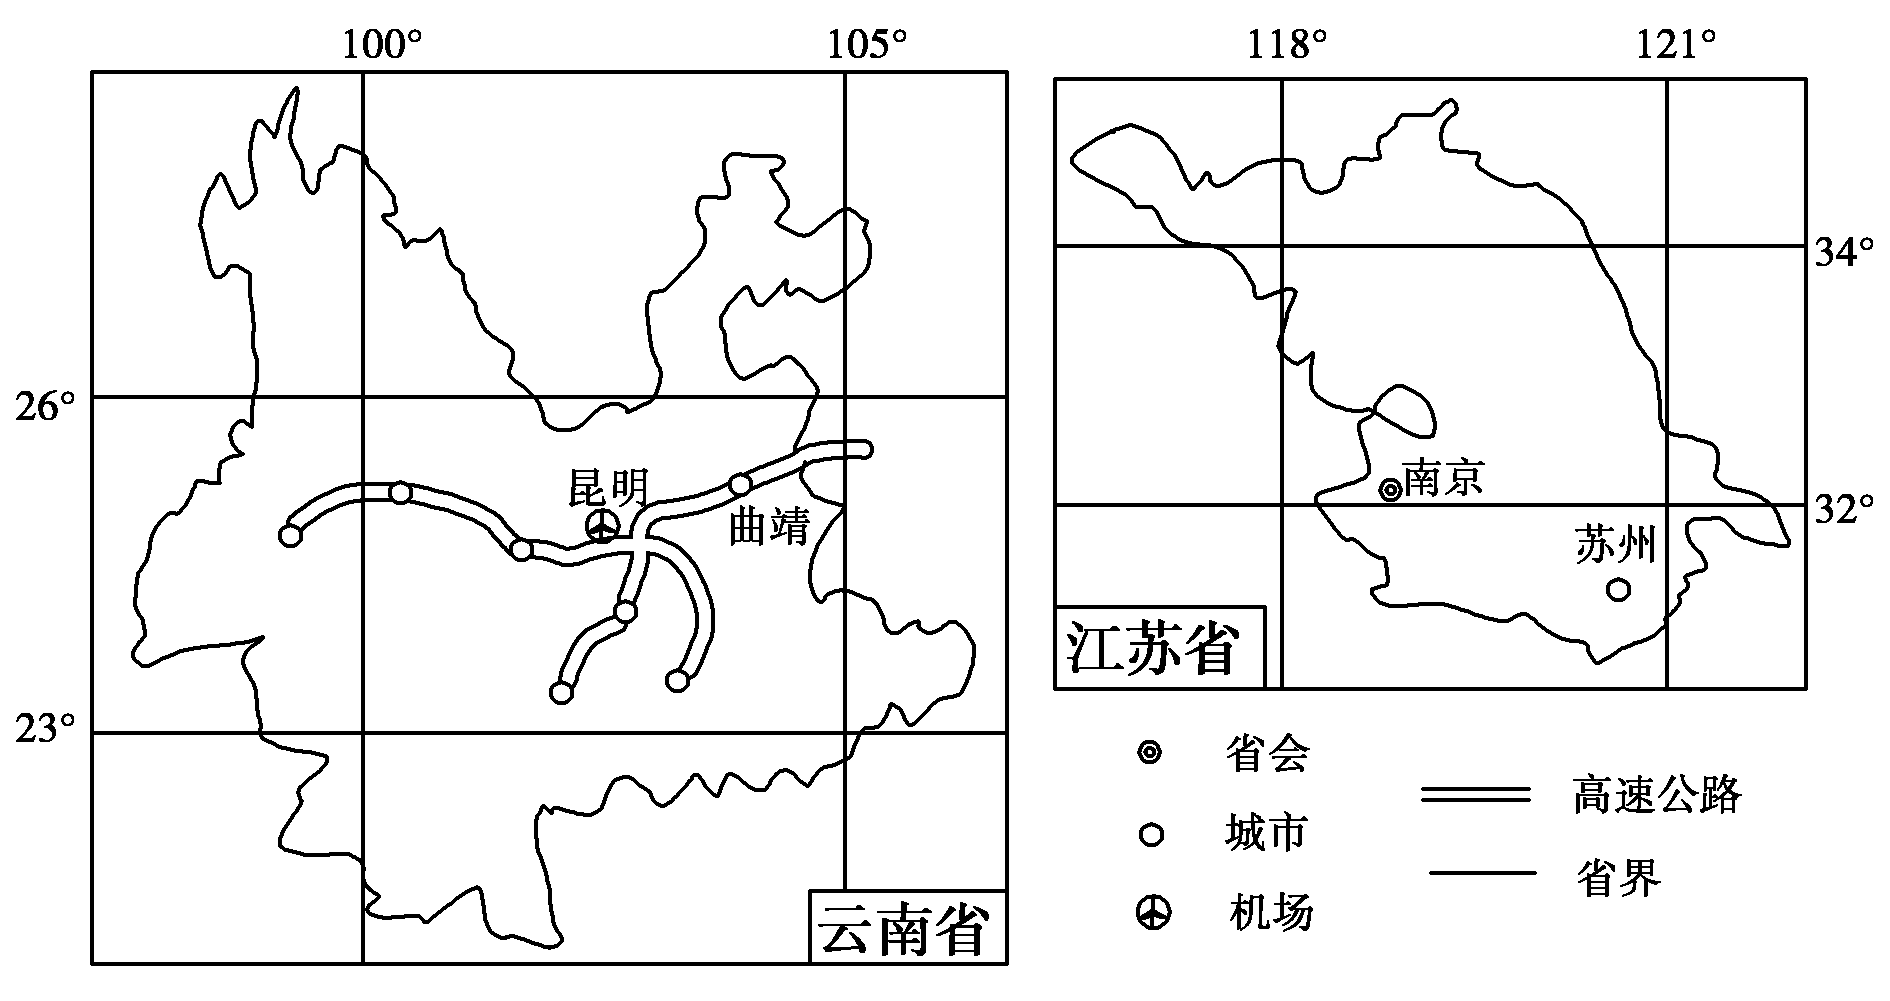 100°
105°
118°
121°
34°
26°
昆明
南京
曲靖
32°
苏州
江苏省
23°
省会
高速公路
城市
省界
机场
云南省